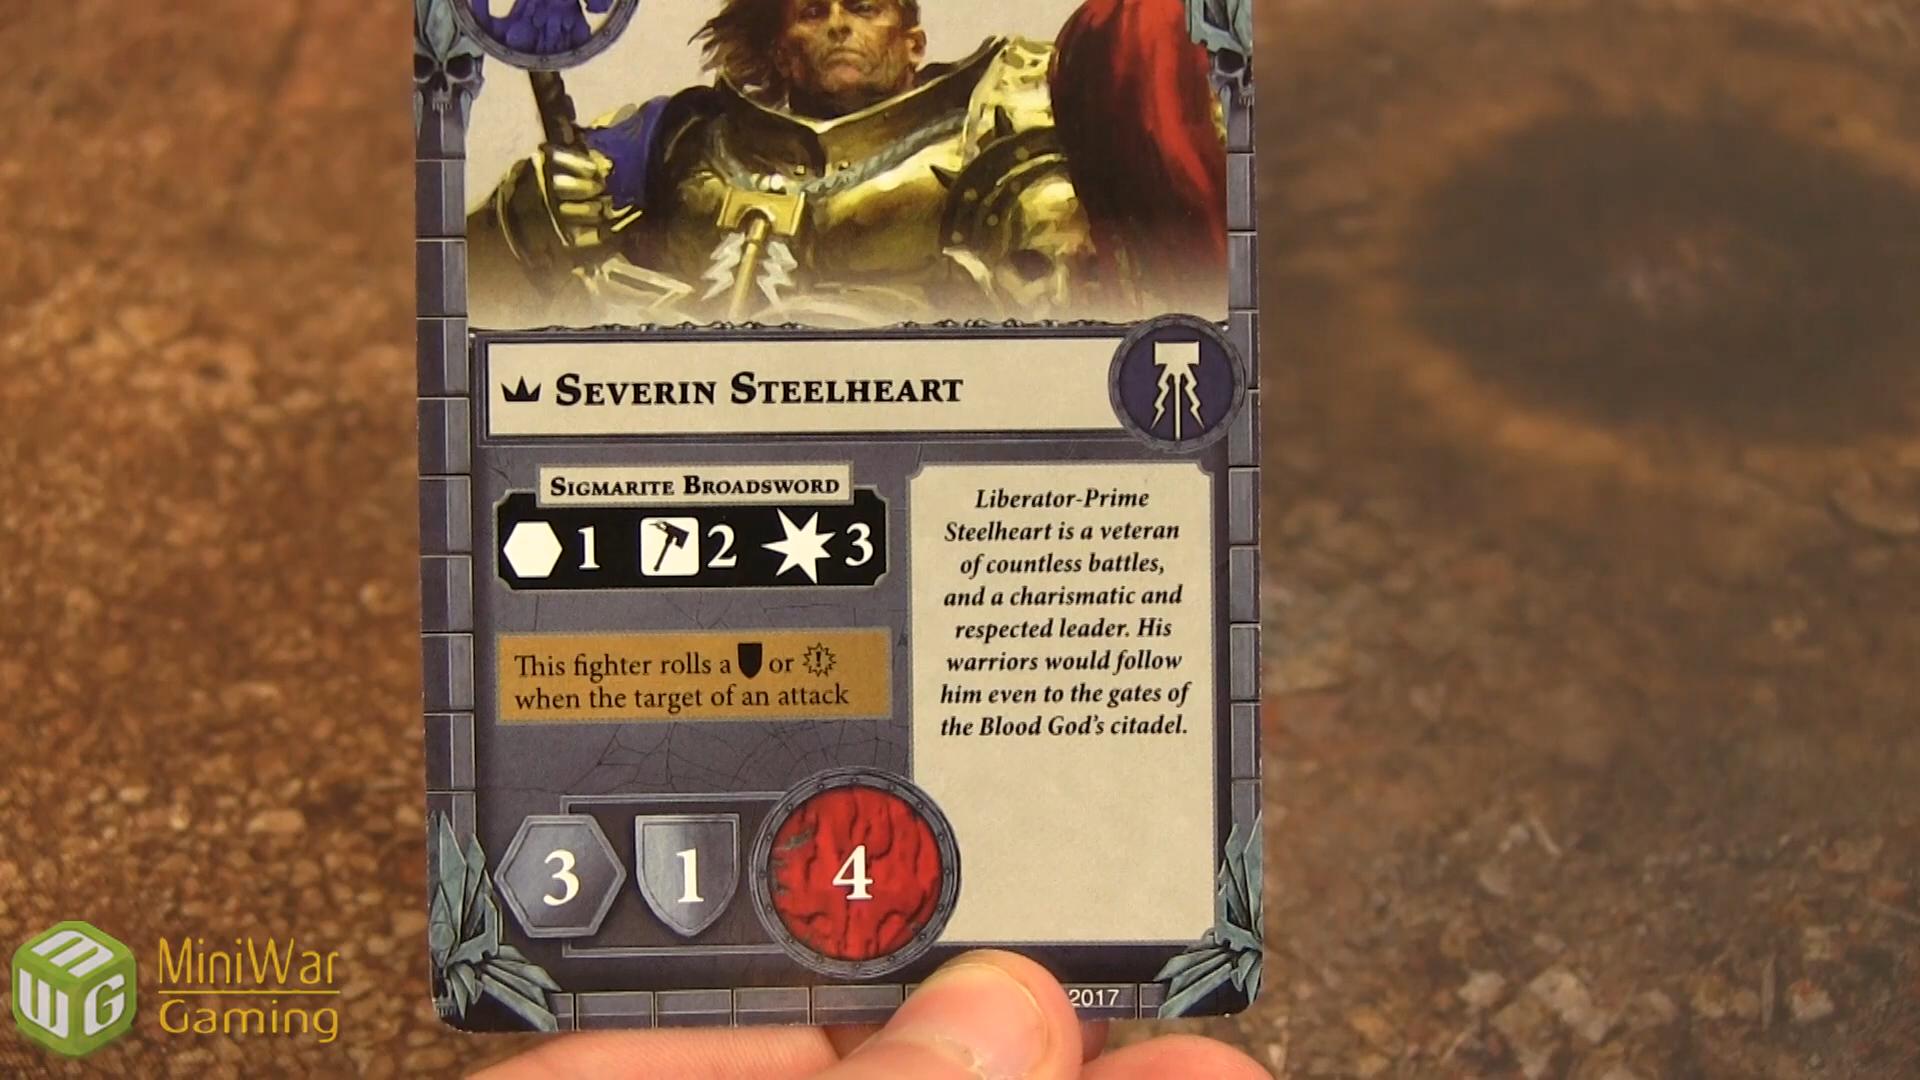 SEVERIN STEELHEART
SIGMARITE BROADSWORD
1 2 3
This fighter rolls a or
when the target of an attack
Liberator-Prime
Steelheart is a veteran
of countless battles,
and a charismatic and
respected leader. His
warriors would follow
him even to the gates of
the Blood God's citadel.
3 1 4
2017
MWG
MiniWar
Gaming